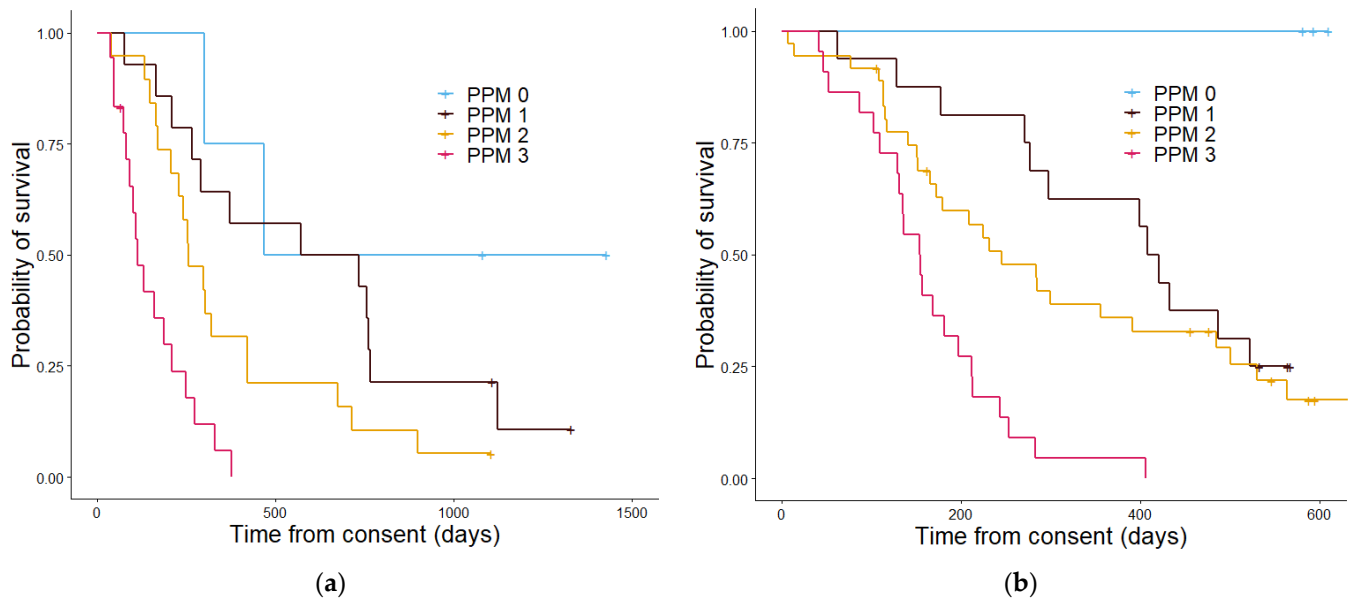 Probability of survival
1.00
0.75
0.50
0.25
0.00
PPM 0
PPM 1
PPM 2
PPM 3
0
500
1000
1500
Time from consent (days)
(a)
Probability of survival
1.00
0.75
0.50
0.25
0.00
PPM 0
PPM 1
PPM 2
PPM 3
0
200
400
600
Time from consent (days)
(b)